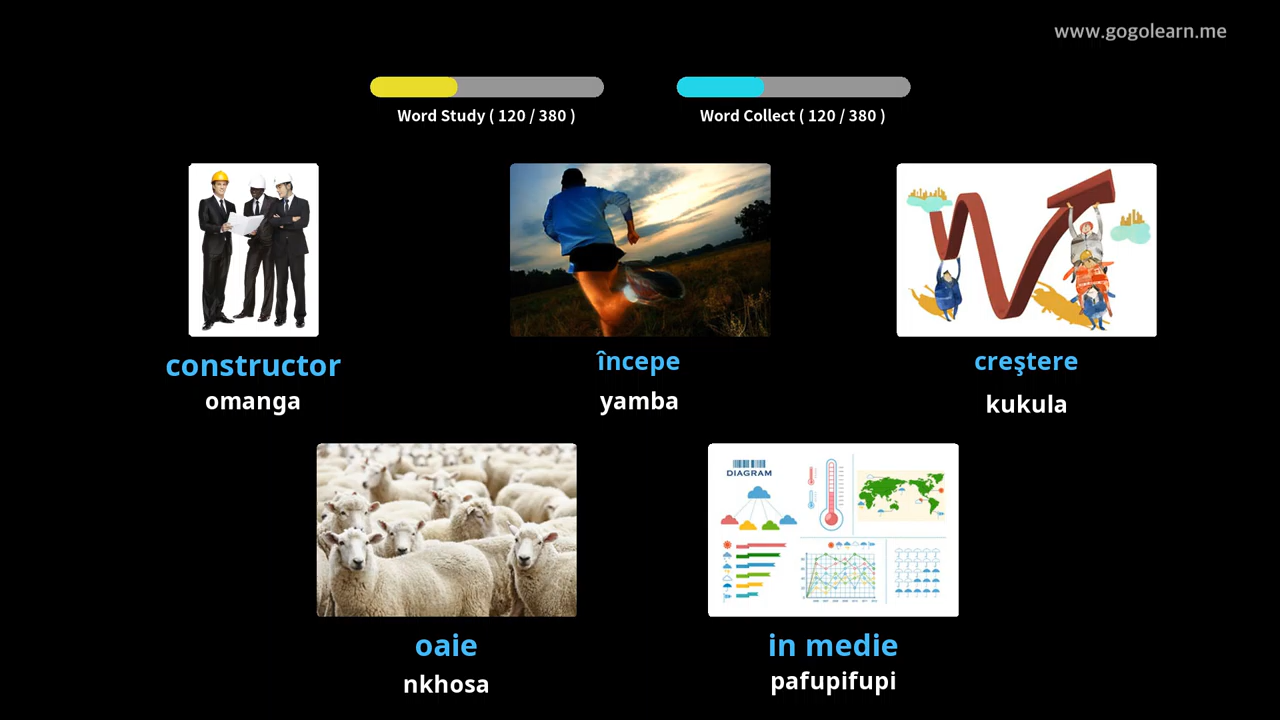 www.gogolearn.me
Word Study ( 120 / 380 )
Word Collect ( 120 / 380 )
constructor
omanga
începe
yamba
creştere
kukula
DIAGRAM
oaie
nkhosa
in medie
pafupifupi